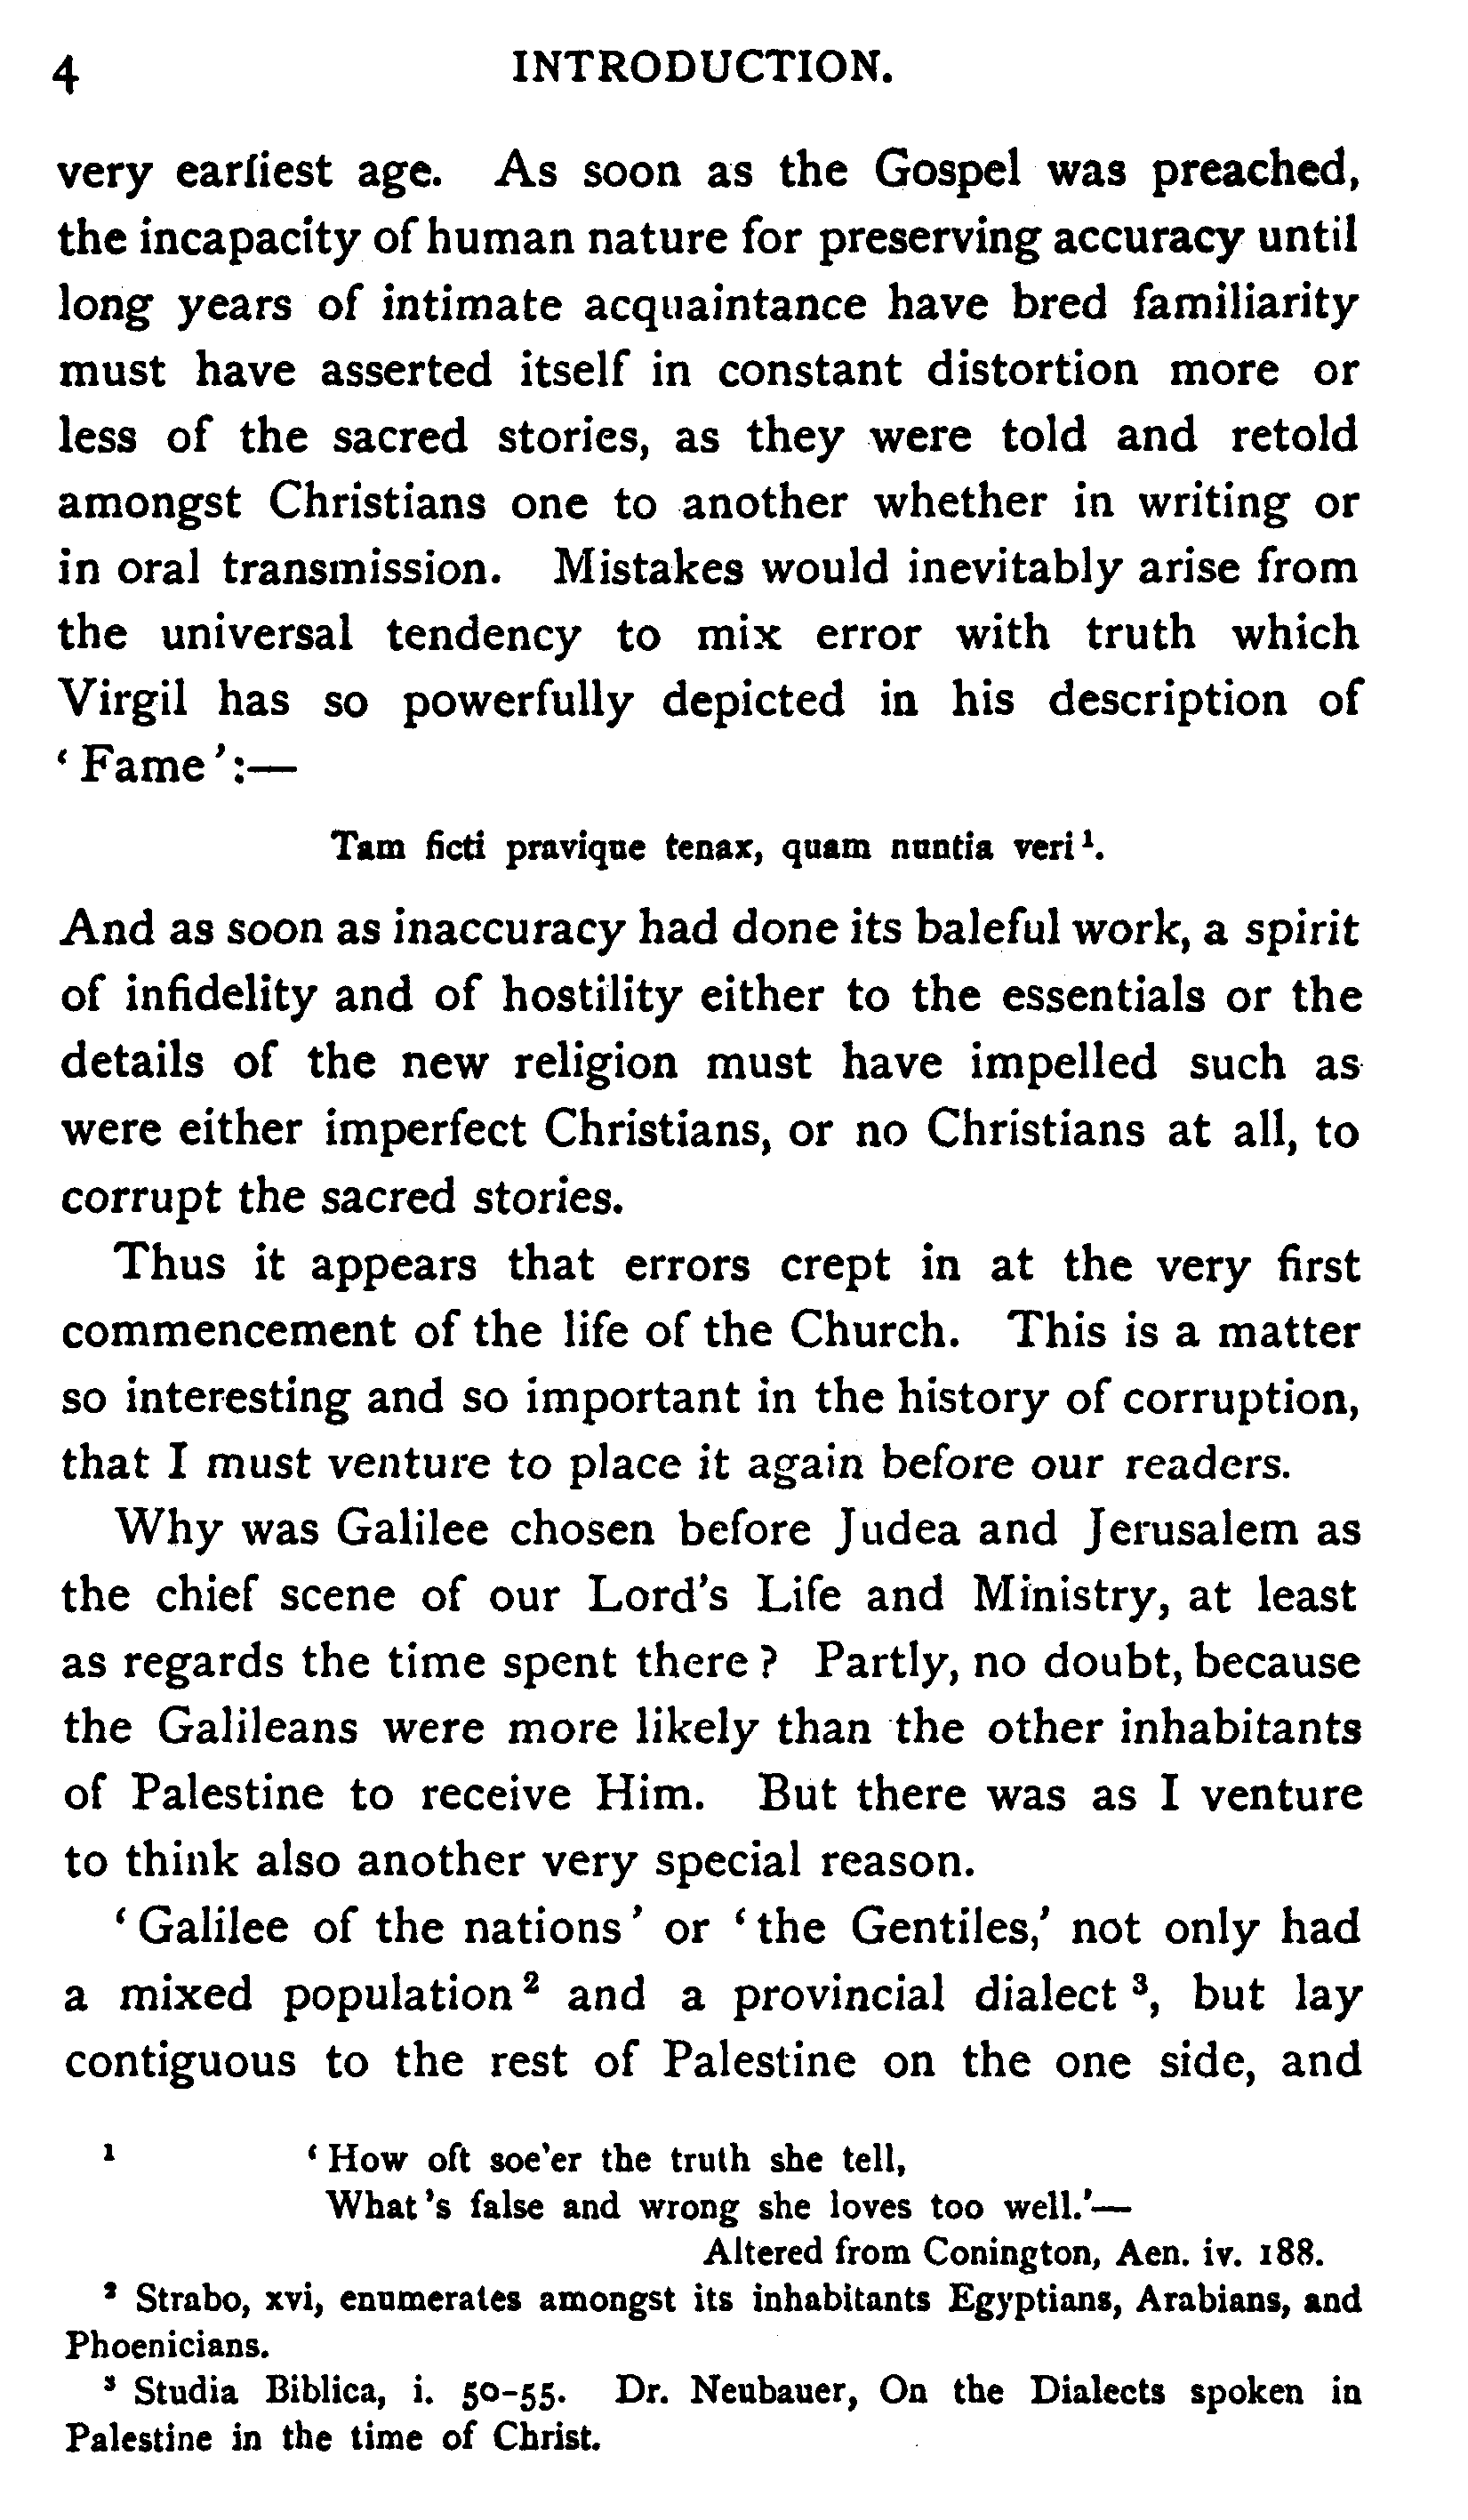 4 INTRODUCTION.
very earliest age. As soon as the Gospel was preached,
the incapacity of human nature for preserving accuracy until
long years of intimate acquaintance have bred familiarity
must have asserted itself in constant distortion more or
less of the sacred stories, as they were told and retold
amongst Christians one to another whether in writing or
in oral transmission. Mistakes would inevitably arise from
the universal tendency to mix error with truth which
Virgil has so powerfully depicted in his description of
‘Fame’:—
Tam ficti pravique tenax, quam nuntia veri¹.
And as soon as inaccuracy had done its baleful work, a spirit
of infidelity and of hostility either to the essentials or the
details of the new religion must have impelled such as
were either imperfect Christians, or no Christians at all, to
corrupt the sacred stories.
Thus it appears that errors crept in at the very first
commencement of the life of the Church. This is a matter
so interesting and so important in the history of corruption,
that I must venture to place it again before our readers.
Why was Galilee chosen before Judea and Jerusalem as
the chief scene of our Lord's Life and Ministry, at least
as regards the time spent there? Partly, no doubt, because
the Galileans were more likely than the other inhabitants
of Palestine to receive Him. But there was as I venture
to think also another very special reason.
‘Galilee of the nations’ or ‘the Gentiles,’ not only had
a mixed population² and a provincial dialect³, but lay
contiguous to the rest of Palestine on the one side, and
¹ ‘How oft soe'er the truth she tell,
What's false and wrong she loves too well.’—
Altered from Conington, Aen. iv. 188.
² Strabo, xvi, enumerates amongst its inhabitants Egyptians, Arabians, and
Phoenicians.
³ Studia Biblica, i. 50-55. Dr. Neubauer, On the Dialects spoken in
Palestine in the time of Christ.